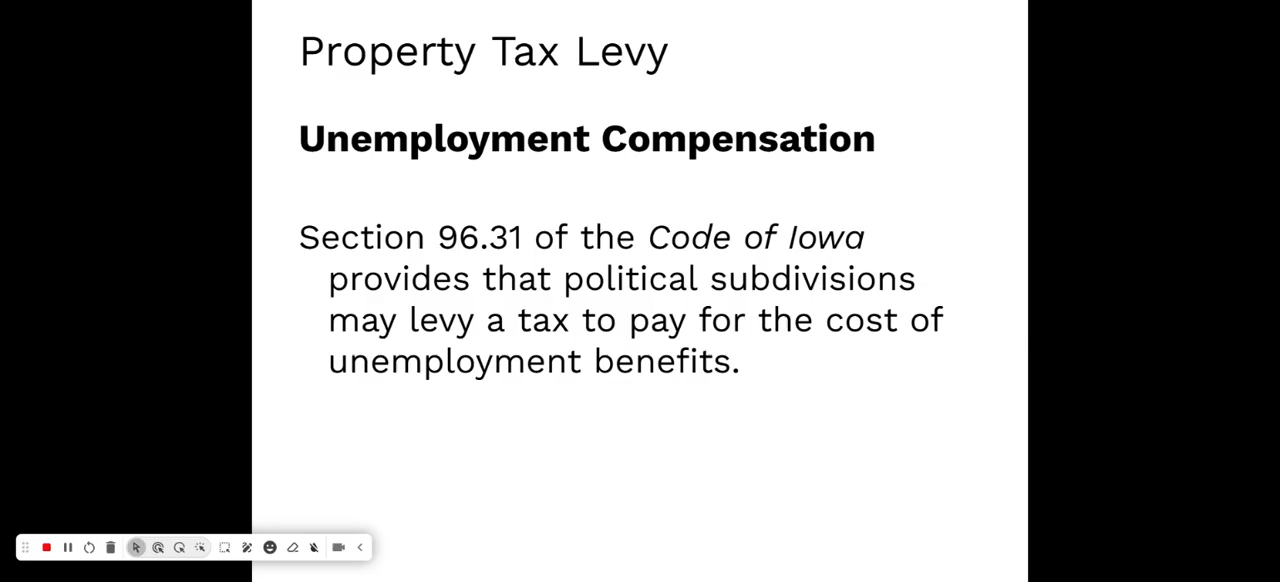 Property Tax Levy
Unemployment Compensation
Section 96.31 of the Code of Iowa
provides that political subdivisions
may levy a tax to pay for the cost of
unemployment benefits.